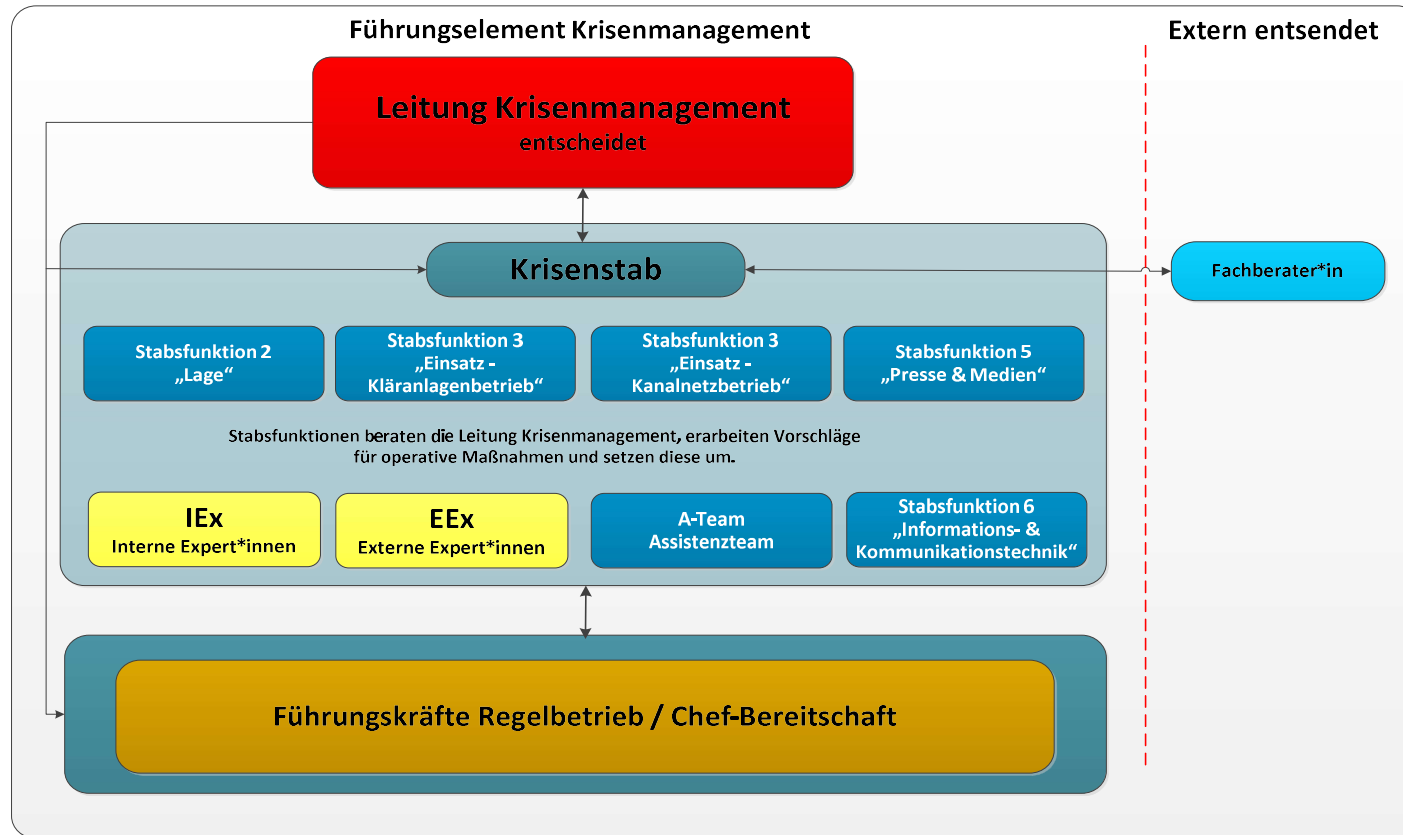 Führungselement Krisenmanagement
Extern entsendet
Leitung Krisenmanagement
entscheidet
Krisenstab
Fachberater*in
Stabsfunktion 2
„Lage“
Stabsfunktion 3
„Einsatz -
Kläranlagenbetrieb“
Stabsfunktion 3
„Einsatz -
Kanalnetzbetrieb“
Stabsfunktion 5
„Presse & Medien“
Stabsfunktionen beraten die Leitung Krisenmanagement, erarbeiten Vorschläge
für operative Maßnahmen und setzen diese um.
IEx
Interne Expert*innen
EEx
Externe Expert*innen
A-Team
Assistenzteam
Stabsfunktion 6
„Informations- &
Kommunikationstechnik“
Führungskräfte Regelbetrieb / Chef-Bereitschaft